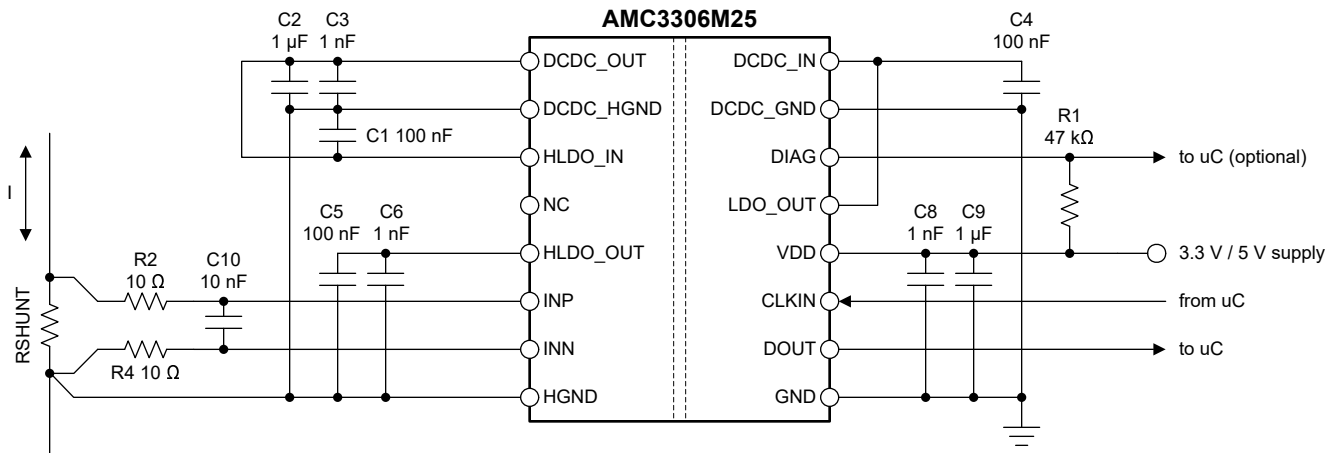 AMC3306M25
C2
1 µF
C3
1 nF
C4
100 nF
DCDC_OUT
DCDC_IN
DCDC_HGND
DCDC_GND
C1 100 nF
R1
47 kΩ
HLDO_IN
DIAG
to uC (optional)
I
NC
LDO_OUT
C5
100 nF
C6
1 nF
C8
1 nF
C9
1 µF
HLDO_OUT
VDD
3.3 V / 5 V supply
R2
10 Ω
C10
10 nF
INP
CLKIN
from uC
RSHUNT
INN
DOUT
to uC
R4 10 Ω
HGND
GND